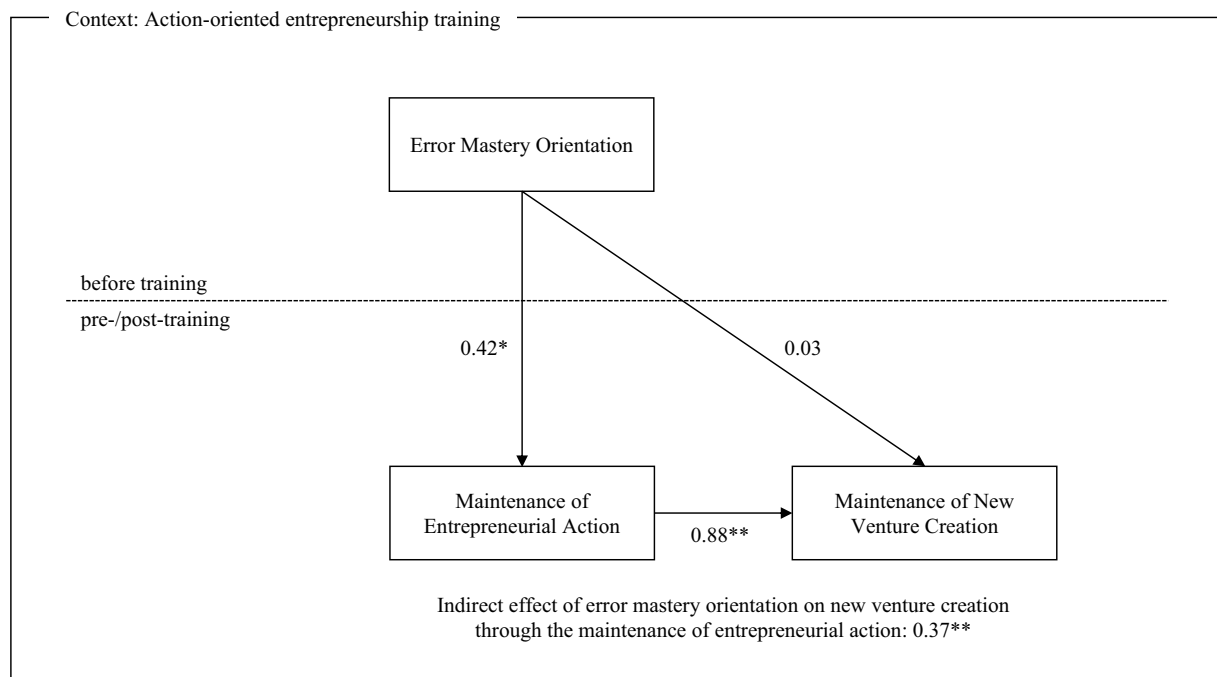 Context: Action-oriented entrepreneurship training
Error Mastery Orientation
before training
pre-/post-training
0.42*
0.03
Maintenance of
Entrepreneurial Action
0.88**
Maintenance of New
Venture Creation
Indirect effect of error mastery orientation on new venture creation
through the maintenance of entrepreneurial action: 0.37**